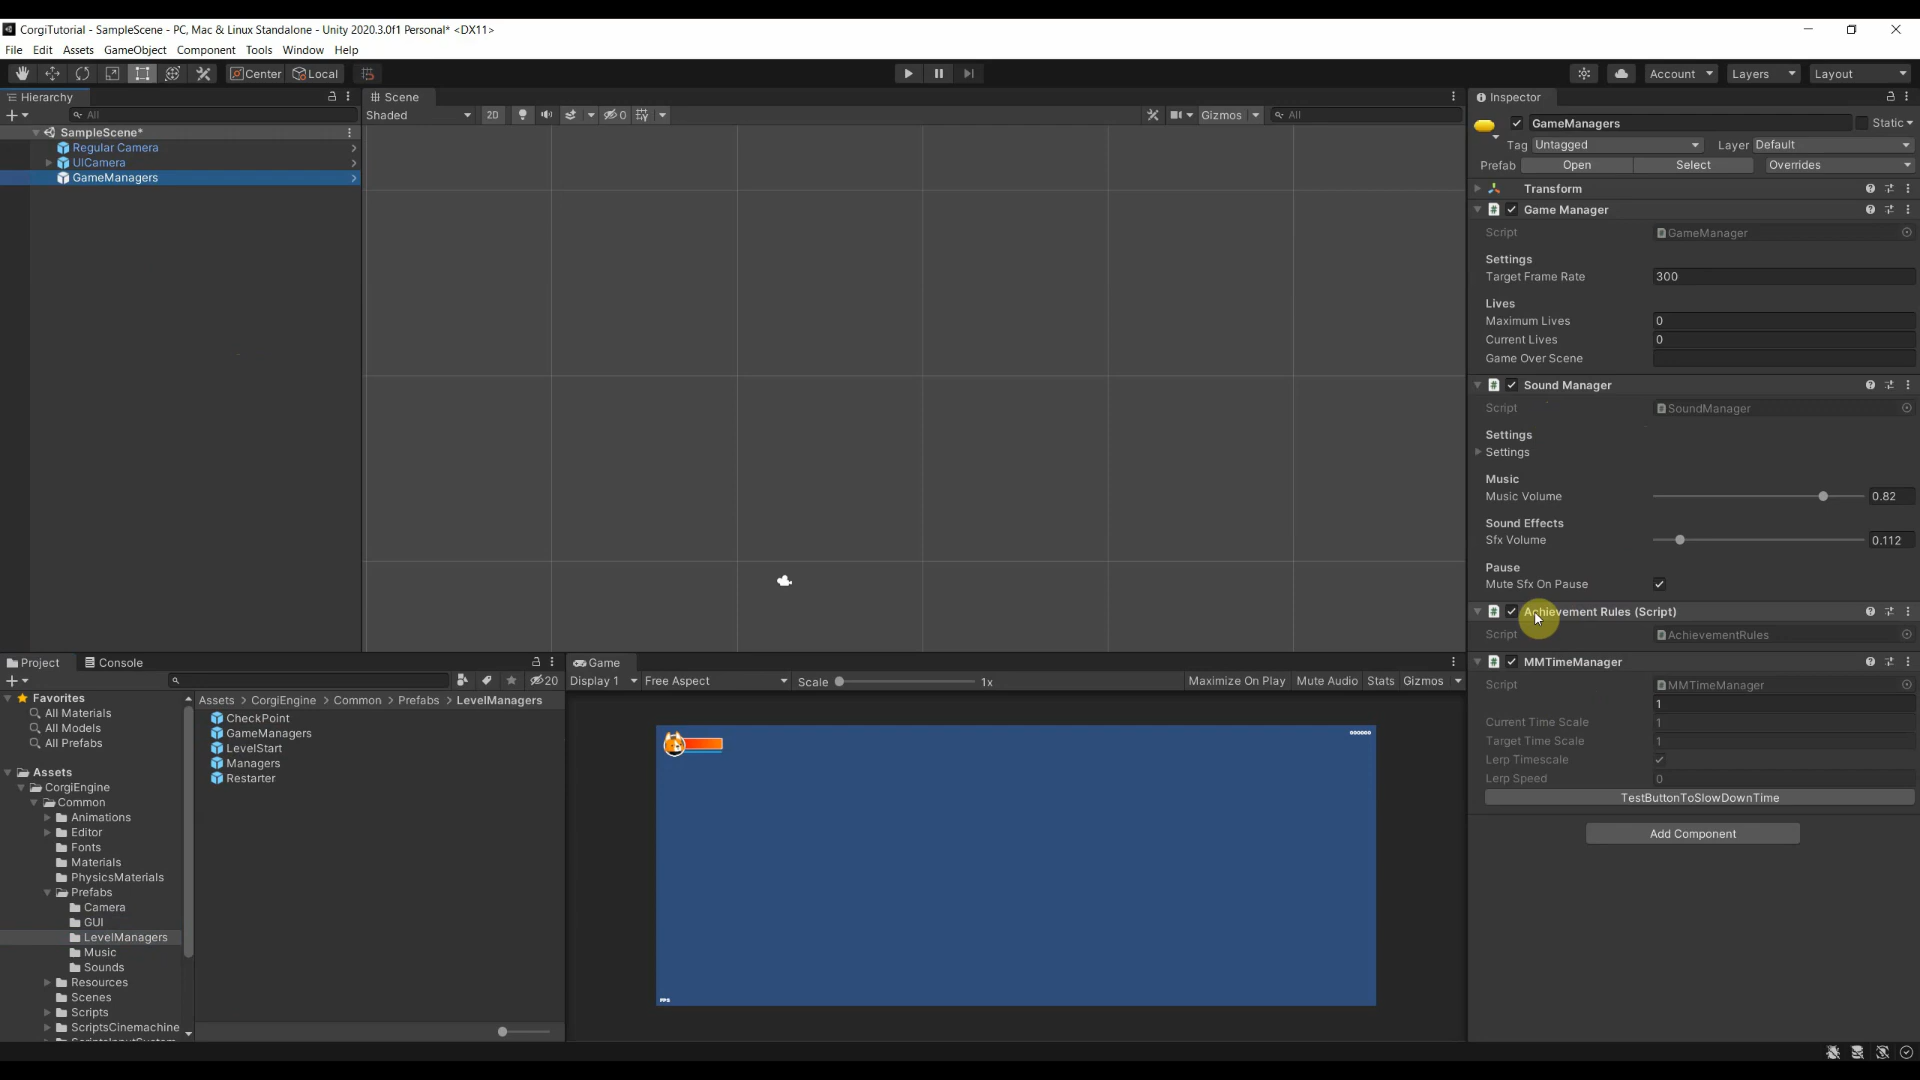 CorgiTutorial - SampleScene - PC, Mac & Linux Standalone - Unity 2020.3.0f1 Personal* <DX11>
File Edit Assets GameObject Component Tools Window Help
Center Local Account Layers Layout
Hierarchy
All
SampleScene*
Regular Camera
UICamera
GameManagers
Scene
Shaded 2D 0 Gizmos All
Inspector
GameManagers Static
Tag Untagged Layer Default
Prefab Open Select Overrides
Transform
Game Manager
Script GameManager
Settings
Target Frame Rate 300
Lives
Maximum Lives 0
Current Lives 0
Game Over Scene
Sound Manager
Script SoundManager
Settings
Settings
Music
Music Volume 0.82
Sound Effects
Sfx Volume 0.112
Pause
Mute Sfx On Pause
Achievement Rules (Script)
Script AchievementRules
MMTimeManager
Script MMTimeManager
1
Current Time Scale 1
Target Time Scale 1
Lerp Timescale
Lerp Speed 0
TestButtonToSlowDownTime
Add Component
Project Console
20
Favorites
All Materials
All Models
All Prefabs
Assets
CorgiEngine
Common
Animations
Editor
Fonts
Materials
PhysicsMaterials
Prefabs
Camera
GUI
LevelManagers
Music
Sounds
Resources
Scenes
Scripts
ScriptsCinemachine
Assets > CorgiEngine > Common > Prefabs > LevelManagers
CheckPoint
GameManagers
LevelStart
Managers
Restarter
Game
Display 1 Free Aspect Scale 1x Maximize On Play Mute Audio Stats Gizmos
000000
FPS